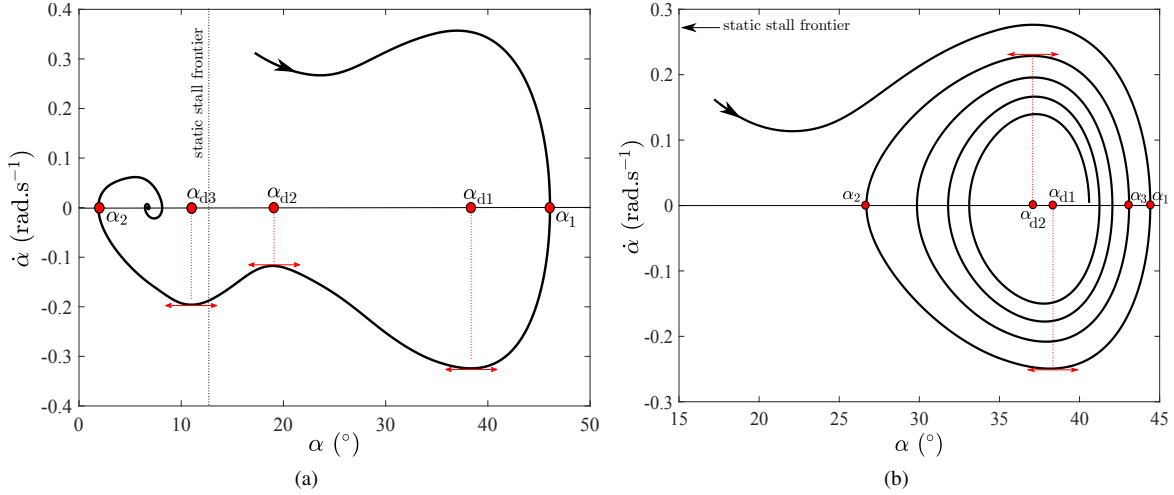 0.4
0.3
0.2
0.1
0
-0.1
-0.2
-0.3
-0.4
α̇ (rad.s⁻¹)
static stall frontier
α₂
α_d3
α_d2
α_d1
α₁
0 10 20 30 40 50
α (°)
(a)
0.3
0.2
0.1
0
-0.1
-0.2
-0.3
α̇ (rad.s⁻¹)
static stall frontier
α₂
α_d2
α_d1
α₃
α₁
15 20 25 30 35 40 45
α (°)
(b)